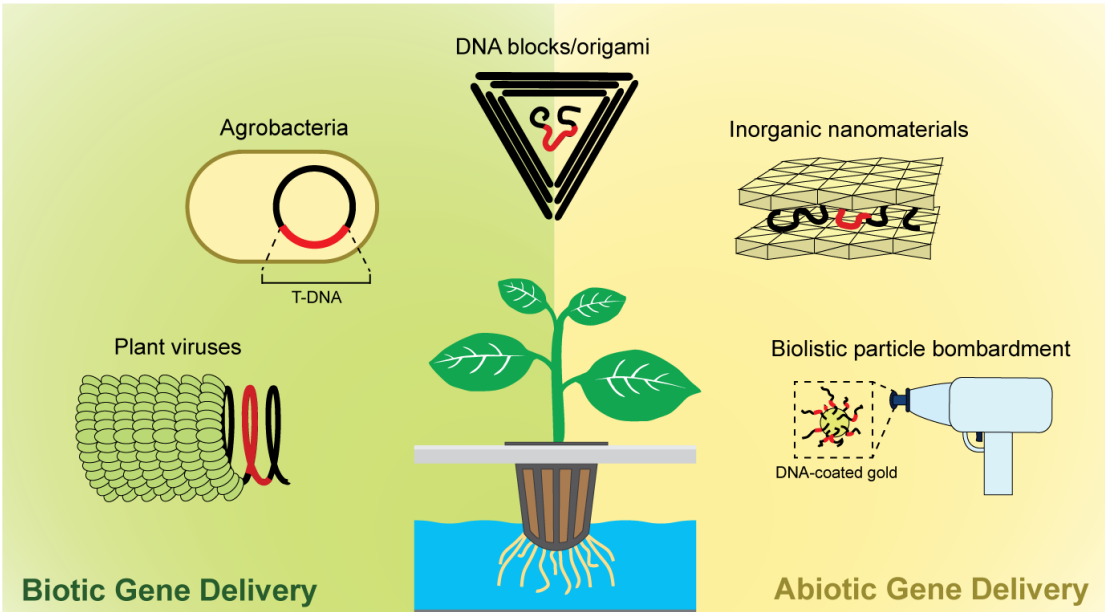 DNA blocks/origami
Agrobacteria
Inorganic nanomaterials
T-DNA
Plant viruses
Biolistic particle bombardment
DNA-coated gold
Biotic Gene Delivery
Abiotic Gene Delivery